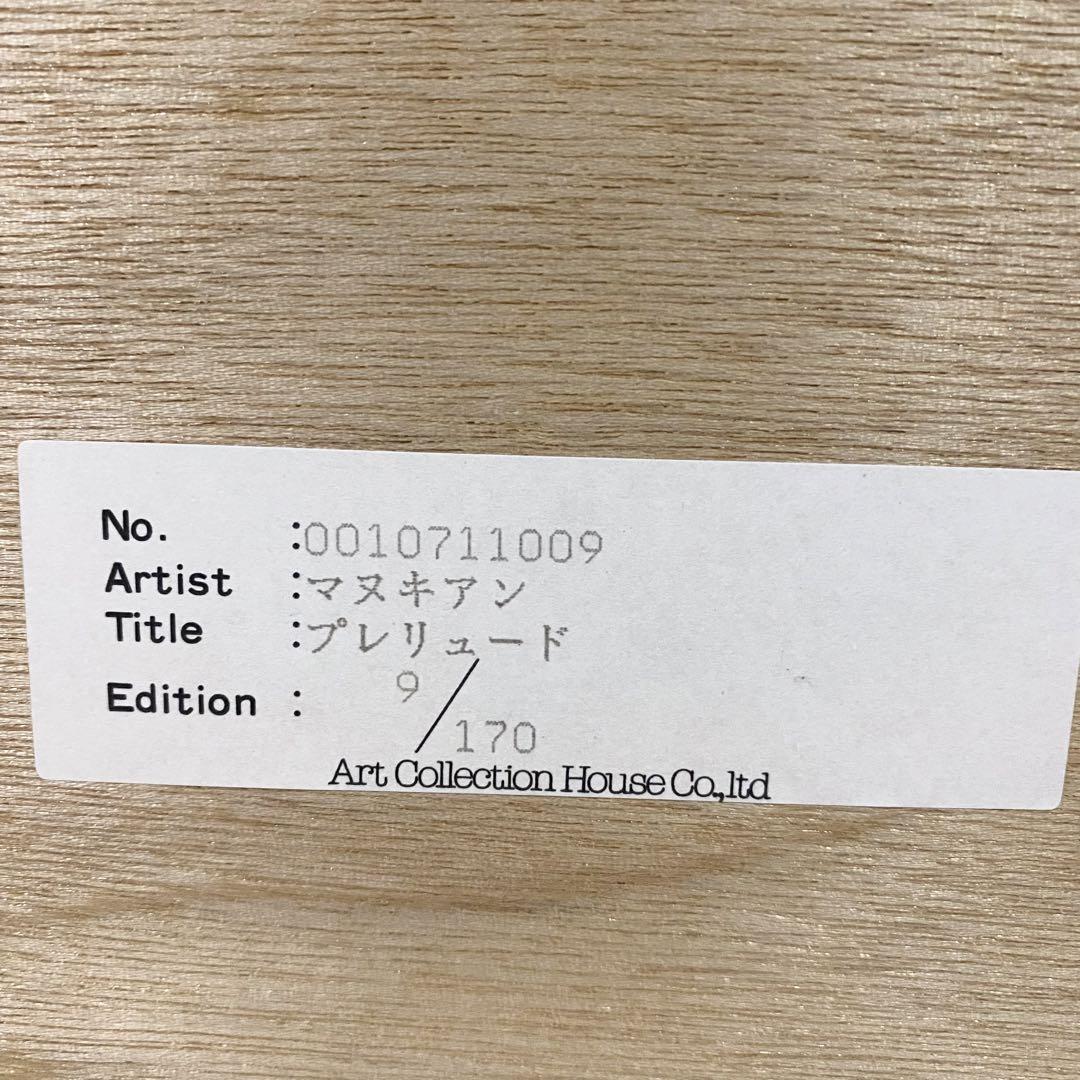 No. :0010711009
Artist :マヌキアン
Title :プレリュード
Edition : 9/170
Art Collection House Co.,ltd